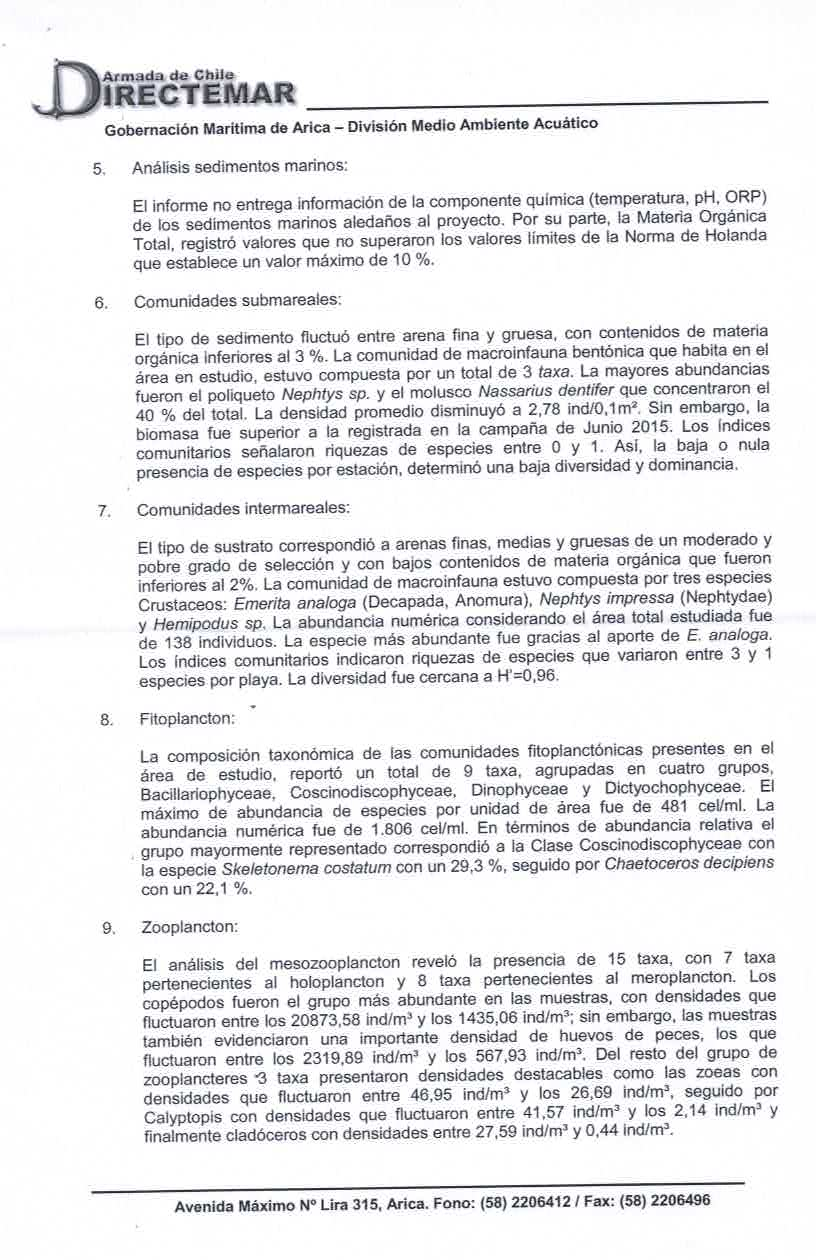 Armada de Chile
DIRECTEMAR
Gobernación Maritima de Arica – División Medio Ambiente Acuático
5. Análisis sedimentos marinos:
El informe no entrega información de la componente química (temperatura, pH, ORP)
de los sedimentos marinos aledaños al proyecto. Por su parte, la Materia Orgánica
Total, registró valores que no superaron los valores límites de la Norma de Holanda
que establece un valor máximo de 10 %.
6. Comunidades submareales:
El tipo de sedimento fluctuó entre arena fina y gruesa, con contenidos de materia
orgánica inferiores al 3 %. La comunidad de macroinfauna bentónica que habita en el
área en estudio, estuvo compuesta por un total de 3 taxa. La mayores abundancias
fueron el poliqueto Nephtys sp. y el molusco Nassarius dentifer que concentraron el
40 % del total. La densidad promedio disminuyó a 2,78 ind/0,1m². Sin embargo, la
biomasa fue superior a la registrada en la campaña de Junio 2015. Los índices
comunitarios señalaron riquezas de especies entre 0 y 1. Así, la baja o nula
presencia de especies por estación, determinó una baja diversidad y dominancia.
7. Comunidades intermareales:
El tipo de sustrato correspondió a arenas finas, medias y gruesas de un moderado y
pobre grado de selección y con bajos contenidos de materia orgánica que fueron
inferiores al 2%. La comunidad de macroinfauna estuvo compuesta por tres especies
Crustaceos: Emerita analoga (Decapada, Anomura), Nephtys impressa (Nephtydae)
y Hemipodus sp. La abundancia numérica considerando el área total estudiada fue
de 138 individuos. La especie más abundante fue gracias al aporte de E. analoga.
Los índices comunitarios indicaron riquezas de especies que variaron entre 3 y 1
especies por playa. La diversidad fue cercana a H'=0,96.
8. Fitoplancton:
La composición taxonómica de las comunidades fitoplanctónicas presentes en el
área de estudio, reportó un total de 9 taxa, agrupadas en cuatro grupos,
Bacillariophyceae, Coscinodiscophyceae, Dinophyceae y Dictyochophyceae. El
máximo de abundancia de especies por unidad de área fue de 481 cel/ml. La
abundancia numérica fue de 1.806 cel/ml. En términos de abundancia relativa el
grupo mayormente representado correspondió a la Clase Coscinodiscophyceae con
la especie Skeletonema costatum con un 29,3 %, seguido por Chaetoceros decipiens
con un 22,1 %.
9. Zooplancton:
El análisis del mesozooplancton reveló la presencia de 15 taxa, con 7 taxa
pertenecientes al holoplancton y 8 taxa pertenecientes al meroplancton. Los
copépodos fueron el grupo más abundante en las muestras, con densidades que
fluctuaron entre los 20873,58 ind/m³ y los 1435,06 ind/m³; sin embargo, las muestras
también evidenciaron una importante densidad de huevos de peces, los que
fluctuaron entre los 2319,89 ind/m³ y los 567,93 ind/m³. Del resto del grupo de
zooplancteres 3 taxa presentaron densidades destacables como las zoeas con
densidades que fluctuaron entre 46,95 ind/m³ y los 26,69 ind/m³, seguido por
Calyptopis con densidades que fluctuaron entre 41,57 ind/m³ y los 2,14 ind/m³ y
finalmente cladóceros con densidades entre 27,59 ind/m³ y 0,44 ind/m³.
Avenida Máximo Nº Lira 315, Arica. Fono: (58) 2206412 / Fax: (58) 2206496